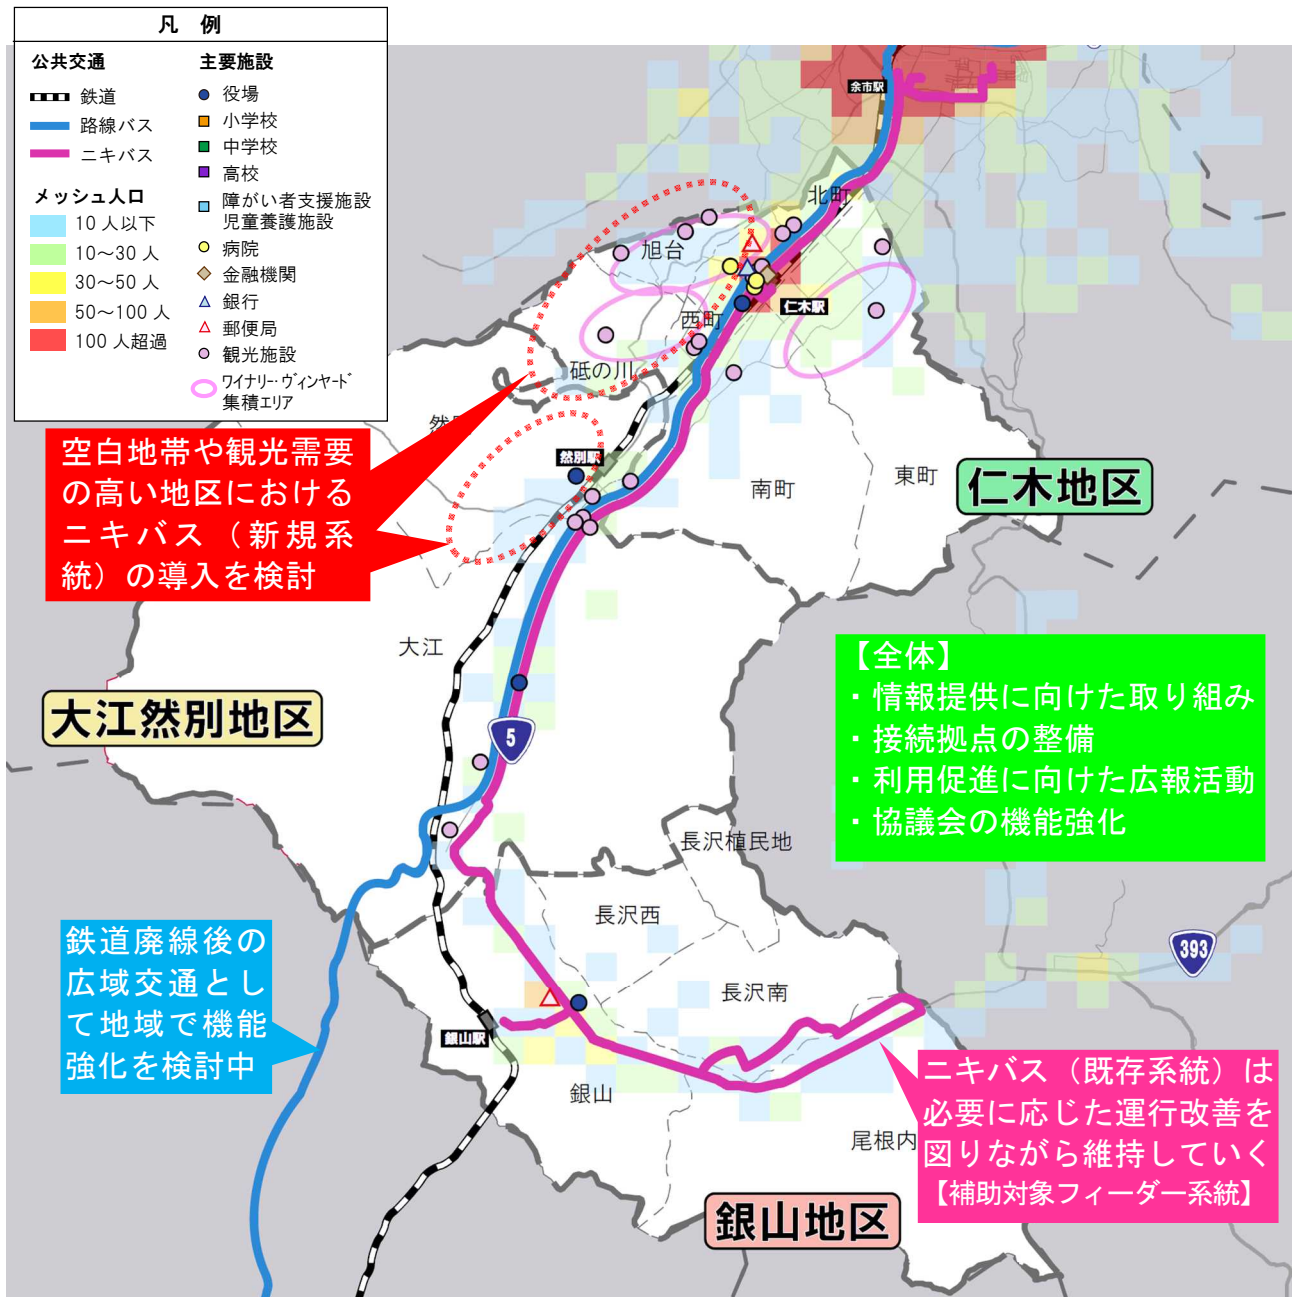 凡 例
公共交通
鉄道
路線バス
ニキバス
メッシュ人口
10 人以下
10～30 人
30～50 人
50～100 人
100 人超過
主要施設
役場
小学校
中学校
高校
障がい者支援施設
児童養護施設
病院
金融機関
銀行
郵便局
観光施設
ワイナリー・ヴィンヤード
集積エリア
余市駅
北町
旭台
西町
仁木駅
砥の川
然別駅
南町
東町
仁木地区
空白地帯や観光需要
の高い地区における
ニキバス（新規系
統）の導入を検討
大江
大江然別地区
5
【全体】
・情報提供に向けた取り組み
・接続拠点の整備
・利用促進に向けた広報活動
・協議会の機能強化
長沢植民地
長沢西
長沢南
393
鉄道廃線後の
広域交通とし
て地域で機能
強化を検討中
銀山駅
銀山
尾根内
ニキバス（既存系統）は
必要に応じた運行改善を
図りながら維持していく
【補助対象フィーダー系統】
銀山地区